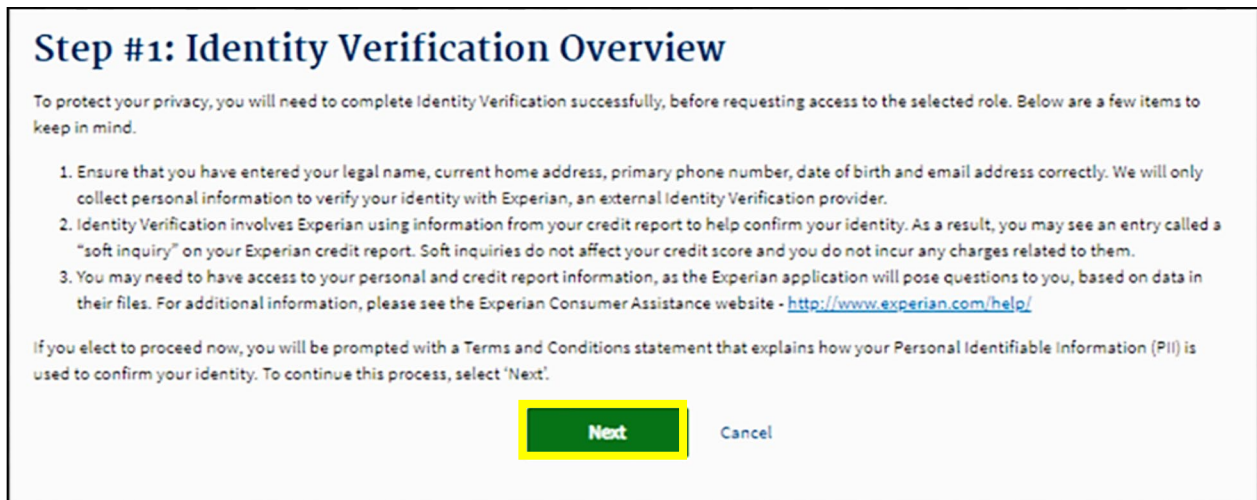 Step #1: Identity Verification Overview
To protect your privacy, you will need to complete Identity Verification successfully, before requesting access to the selected role. Below are a few items to
keep in mind.
1. Ensure that you have entered your legal name, current home address, primary phone number, date of birth and email address correctly. We will only
collect personal information to verify your identity with Experian, an external Identity Verification provider.
2. Identity Verification involves Experian using information from your credit report to help confirm your identity. As a result, you may see an entry called a
“soft inquiry” on your Experian credit report. Soft inquiries do not affect your credit score and you do not incur any charges related to them.
3. You may need to have access to your personal and credit report information, as the Experian application will pose questions to you, based on data in
their files. For additional information, please see the Experian Consumer Assistance website - http://www.experian.com/help/
If you elect to proceed now, you will be prompted with a Terms and Conditions statement that explains how your Personal Identifiable Information (PII) is
used to confirm your identity. To continue this process, select ‘Next’.
Next Cancel